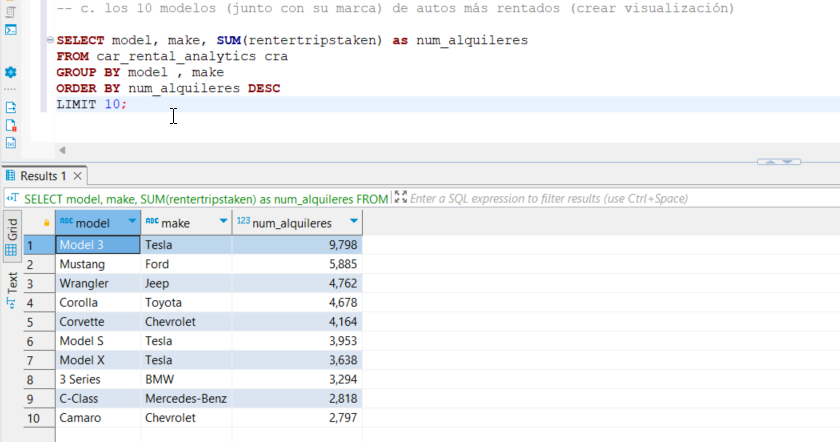 -- c. los 10 modelos (junto con su marca) de autos más rentados (crear visualización)
SELECT model, make, SUM(rentertripstaken) as num_alquileres
FROM car_rental_analytics cra
GROUP BY model , make
ORDER BY num_alquileres DESC
LIMIT 10;
Results 1
SELECT model, make, SUM(rentertripstaken) as num_alquileres FROM Enter a SQL expression to filter results (use Ctrl+Space)
Grid
Text
ABC model ABC make 123 num_alquileres
1 Model 3 Tesla 9,798
2 Mustang Ford 5,885
3 Wrangler Jeep 4,762
4 Corolla Toyota 4,678
5 Corvette Chevrolet 4,164
6 Model S Tesla 3,953
7 Model X Tesla 3,638
8 3 Series BMW 3,294
9 C-Class Mercedes-Benz 2,818
10 Camaro Chevrolet 2,797